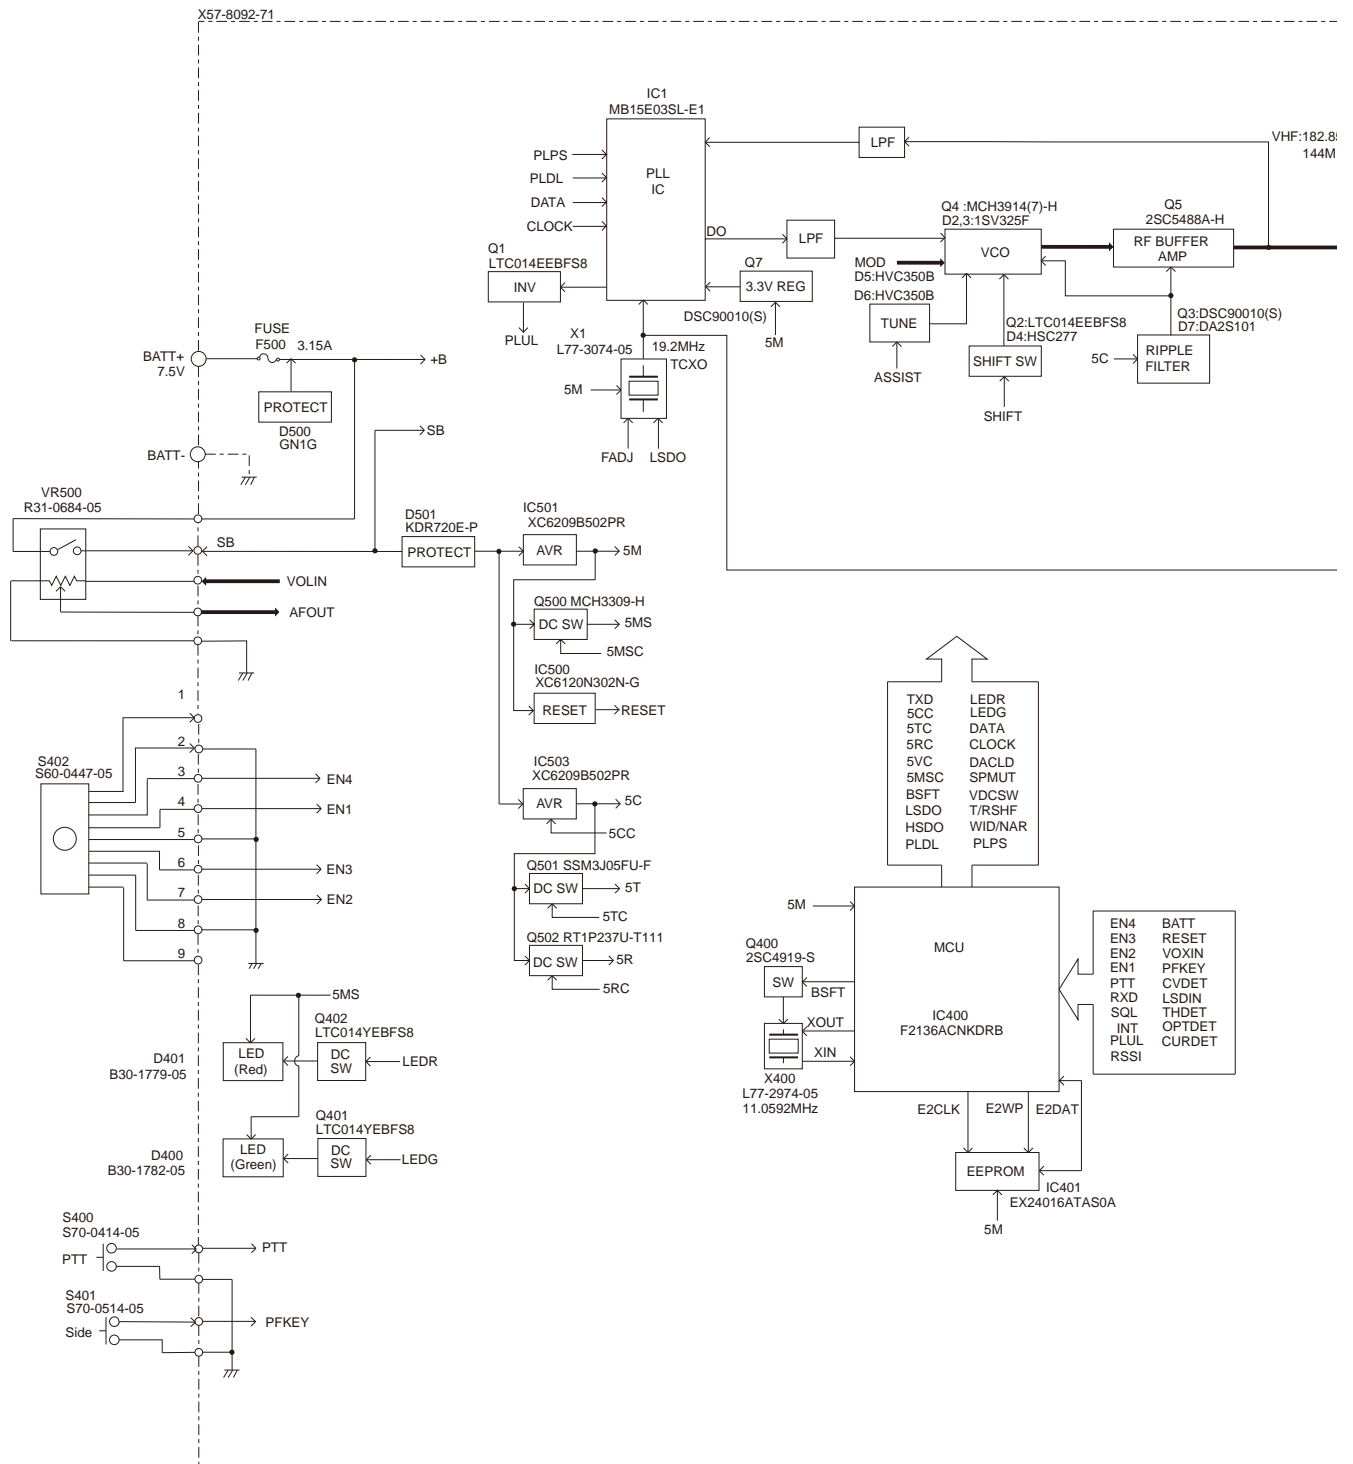 X57-8092-71
IC1
MB15E03SL-E1
PLL
IC
PLPS
PLDL
DATA
CLOCK
DO
LPF
LPF
VHF:182.8
144M
Q4 :MCH3914(7)-H
D2,3:1SV325F
VCO
Q5
2SC5488A-H
RF BUFFER
AMP
MOD
D5:HVC350B
D6:HVC350B
TUNE
ASSIST
Q2:LTC014EEBFS8
D4:HSC277
SHIFT SW
SHIFT
Q3:DSC90010(S)
D7:DA2S101
5C
RIPPLE
FILTER
Q1
LTC014EEBFS8
INV
PLUL
Q7
3.3V REG
DSC90010(S)
5M
X1
L77-3074-05
19.2MHz
TCXO
5M
FADJ
LSDO
FUSE
F500
3.15A
BATT+
7.5V
+B
PROTECT
D500
GN1G
SB
BATT-
VR500
R31-0684-05
SB
VOLIN
AFOUT
D501
KDR720E-P
PROTECT
IC501
XC6209B502PR
AVR
5M
Q500 MCH3309-H
DC SW
5MS
5MSC
IC500
XC6120N302N-G
RESET
RESET
IC503
XC6209B502PR
AVR
5C
5CC
Q501 SSM3J05FU-F
DC SW
5T
5TC
Q502 RT1P237U-T111
DC SW
5R
5RC
S402
S60-0447-05
1
2
3
4
5
6
7
8
9
EN4
EN1
EN3
EN2
5MS
Q402
LTC014YEBFS8
D401
B30-1779-05
LED
(Red)
DC
SW
LEDR
Q401
LTC014YEBFS8
D400
B30-1782-05
LED
(Green)
DC
SW
LEDG
S400
S70-0414-05
PTT
PTT
S401
S70-0514-05
Side
PFKEY
TXD LEDR
5CC LEDG
5TC DATA
5RC CLOCK
5VC DACLD
5MSC SPMUT
BSFT VDCSW
LSDO T/RSHF
HSDO WID/NAR
PLDL PLPS
5M
MCU
IC400
F2136ACNKDRB
Q400
2SC4919-S
SW
BSFT
XOUT
XIN
X400
L77-2974-05
11.0592MHz
EN4 BATT
EN3 RESET
EN2 VOXIN
EN1 PFKEY
PTT CVDET
RXD LSDIN
SQL THDET
INT OPTDET
PLUL CURDET
RSSI
E2CLK
E2WP
E2DAT
EEPROM
IC401
EX24016ATAS0A
5M